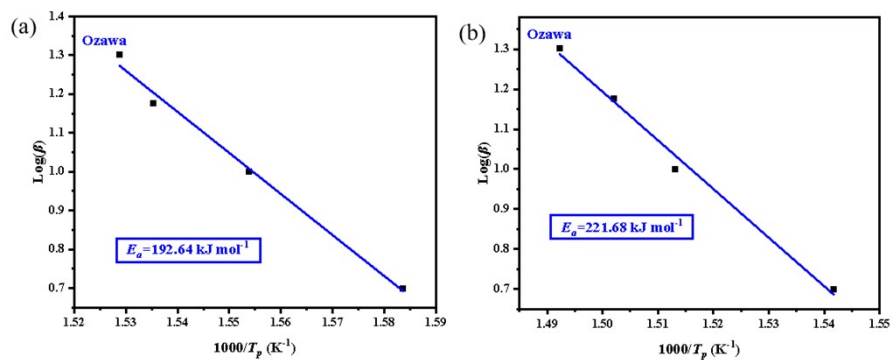 (a)
Ozawa
1.4
1.3
1.2
1.1
1.0
0.9
0.8
0.7
Log(β)
Eₐ=192.64 kJ mol⁻¹
1.52 1.53 1.54 1.55 1.56 1.57 1.58 1.59
1000/Tₚ (K⁻¹)
(b)
Ozawa
1.3
1.2
1.1
1.0
0.9
0.8
0.7
Log(β)
Eₐ=221.68 kJ mol⁻¹
1.49 1.50 1.51 1.52 1.53 1.54 1.55
1000/Tₚ (K⁻¹)